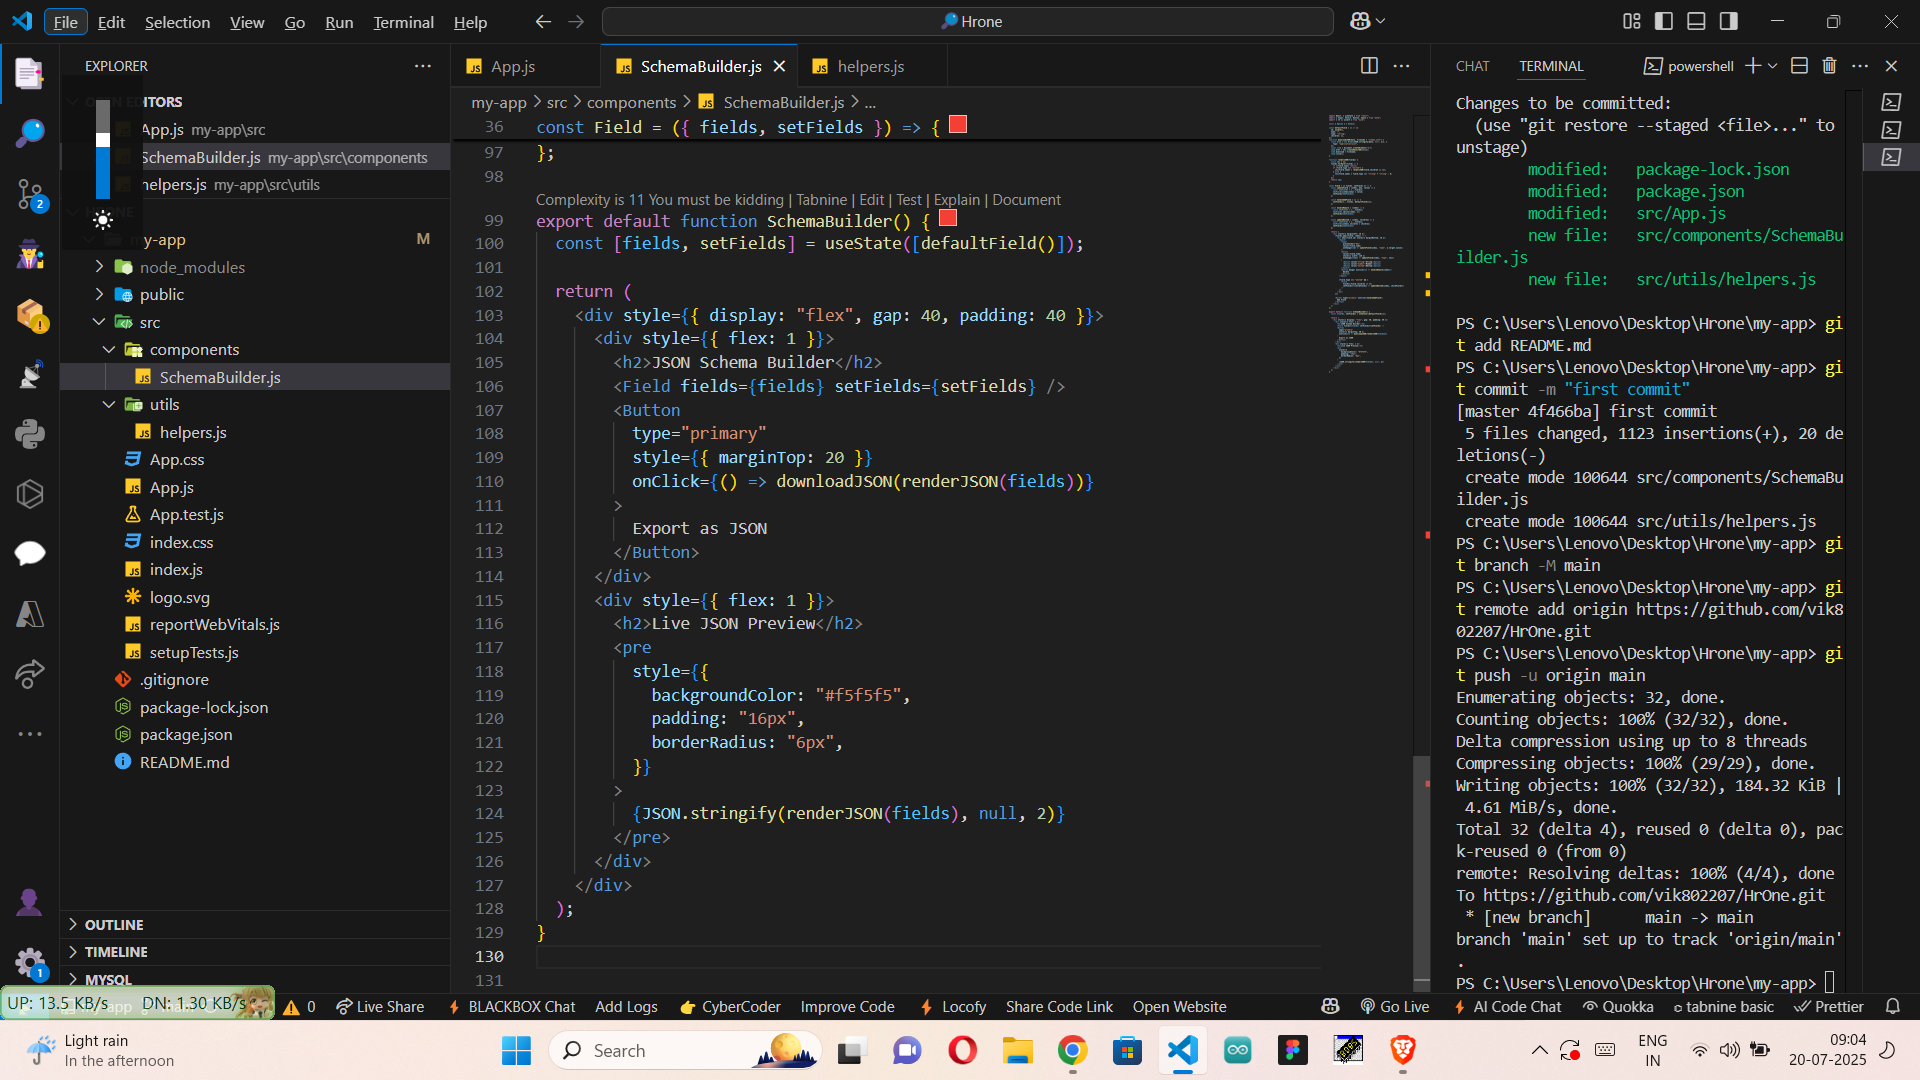 File Edit Selection View Go Run Terminal Help
Hrone
EXPLORER
EDITORS
App.js my-app\src
SchemaBuilder.js my-app\src\components
helpers.js my-app\src\utils
my-app M
node_modules
public
src
components
SchemaBuilder.js
utils
helpers.js
App.css
App.js
App.test.js
index.css
index.js
logo.svg
reportWebVitals.js
setupTests.js
.gitignore
package-lock.json
package.json
README.md
OUTLINE
TIMELINE
MYSQL
2
1
App.js SchemaBuilder.js helpers.js
my-app > src > components > SchemaBuilder.js > ...
36 const Field = ({ fields, setFields }) => {
97 };
98
Complexity is 11 You must be kidding | Tabnine | Edit | Test | Explain | Document
99 export default function SchemaBuilder() {
100 const [fields, setFields] = useState([defaultField()]);
101
102 return (
103 <div style={{ display: "flex", gap: 40, padding: 40 }}>
104 <div style={{ flex: 1 }}>
105 <h2>JSON Schema Builder</h2>
106 <Field fields={fields} setFields={setFields} />
107 <Button
108 type="primary"
109 style={{ marginTop: 20 }}
110 onClick={() => downloadJSON(renderJSON(fields))}
111 >
112 Export as JSON
113 </Button>
114 </div>
115 <div style={{ flex: 1 }}>
116 <h2>Live JSON Preview</h2>
117 <pre
118 style={{
119 backgroundColor: "#f5f5f5",
120 padding: "16px",
121 borderRadius: "6px",
122 }}
123 >
124 {JSON.stringify(renderJSON(fields), null, 2)}
125 </pre>
126 </div>
127 </div>
128 );
129 }
130
131
CHAT TERMINAL powershell
Changes to be committed:
(use "git restore --staged <file>..." to
unstage)
modified: package-lock.json
modified: package.json
modified: src/App.js
new file: src/components/SchemaBu
ilder.js
new file: src/utils/helpers.js
PS C:\Users\Lenovo\Desktop\Hrone\my-app> gi
t add README.md
PS C:\Users\Lenovo\Desktop\Hrone\my-app> gi
t commit -m "first commit"
[master 4f466ba] first commit
5 files changed, 1123 insertions(+), 20 de
letions(-)
create mode 100644 src/components/SchemaBu
ilder.js
create mode 100644 src/utils/helpers.js
PS C:\Users\Lenovo\Desktop\Hrone\my-app> gi
t branch -M main
PS C:\Users\Lenovo\Desktop\Hrone\my-app> gi
t remote add origin https://github.com/vik8
02207/HrOne.git
PS C:\Users\Lenovo\Desktop\Hrone\my-app> gi
t push -u origin main
Enumerating objects: 32, done.
Counting objects: 100% (32/32), done.
Delta compression using up to 8 threads
Compressing objects: 100% (29/29), done.
Writing objects: 100% (32/32), 184.32 KiB |
4.61 MiB/s, done.
Total 32 (delta 4), reused 0 (delta 0), pac
k-reused 0 (from 0)
remote: Resolving deltas: 100% (4/4), done
To https://github.com/vik802207/HrOne.git
* [new branch] main -> main
branch 'main' set up to track 'origin/main'
.
PS C:\Users\Lenovo\Desktop\Hrone\my-app>
UP: 13.5 KB/s DN: 1.30 KB/s 0 Live Share BLACKBOX Chat Add Logs CyberCoder Improve Code Locofy Share Code Link Open Website Go Live AI Code Chat Quokka tabnine basic Prettier
Light rain
In the afternoon
Search
ENG
IN
09:04
20-07-2025